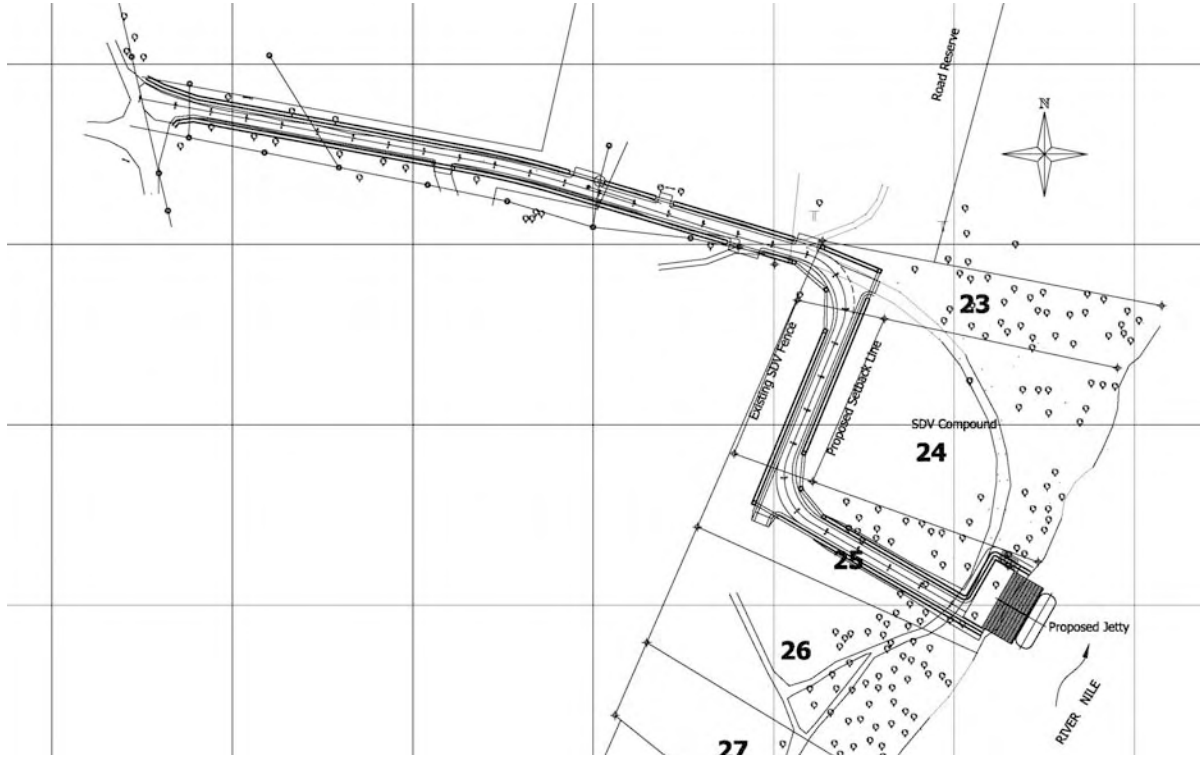 Road Reserve
N
23
Existing SDV Fence
Proposed Setback Line
SDV Compound
24
25
Proposed Jetty
26
RIVER NILE
27